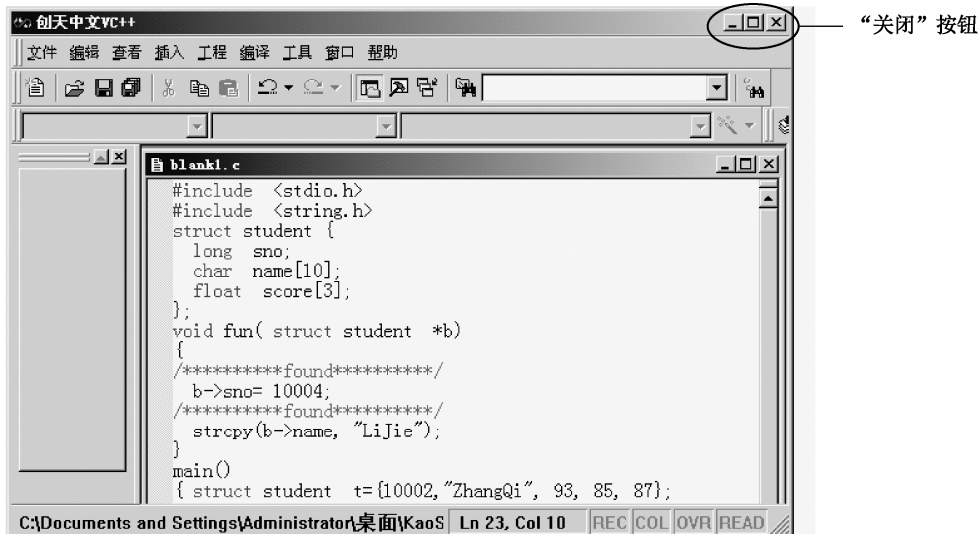 创天中文VC++
“关闭”按钮
文件 编辑 查看 插入 工程 编译 工具 窗口 帮助
blank1.c
#include <stdio.h>
#include <string.h>
struct student {
long sno;
char name[10];
float score[3];
};
void fun( struct student *b)
{
/**********found**********/
b->sno= 10004;
/**********found**********/
strcpy(b->name, "LiJie");
}
main()
{ struct student t={10002,"ZhangQi", 93, 85, 87};
C:\Documents and Settings\Administrator\桌面\KaoS Ln 23, Col 10 REC COL OVR READ